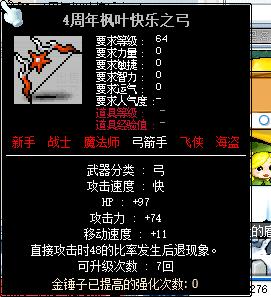 4周年枫叶快乐之弓
要求等级： 64
要求力量： 0
要求敏捷： 0
要求智力： 0
要求运气： 0
要求人气度： -
道具等级： -
道具经验值： -
新手 战士 魔法师 弓箭手 飞侠 海盗
武器分类 : 弓
攻击速度 : 快
HP : +97
攻击力 : +74
移动速度 : +11
直接攻击时48的比率发生后退现象。
可升级次数 : 7回
金锤子已提高的强化次数: 0
276